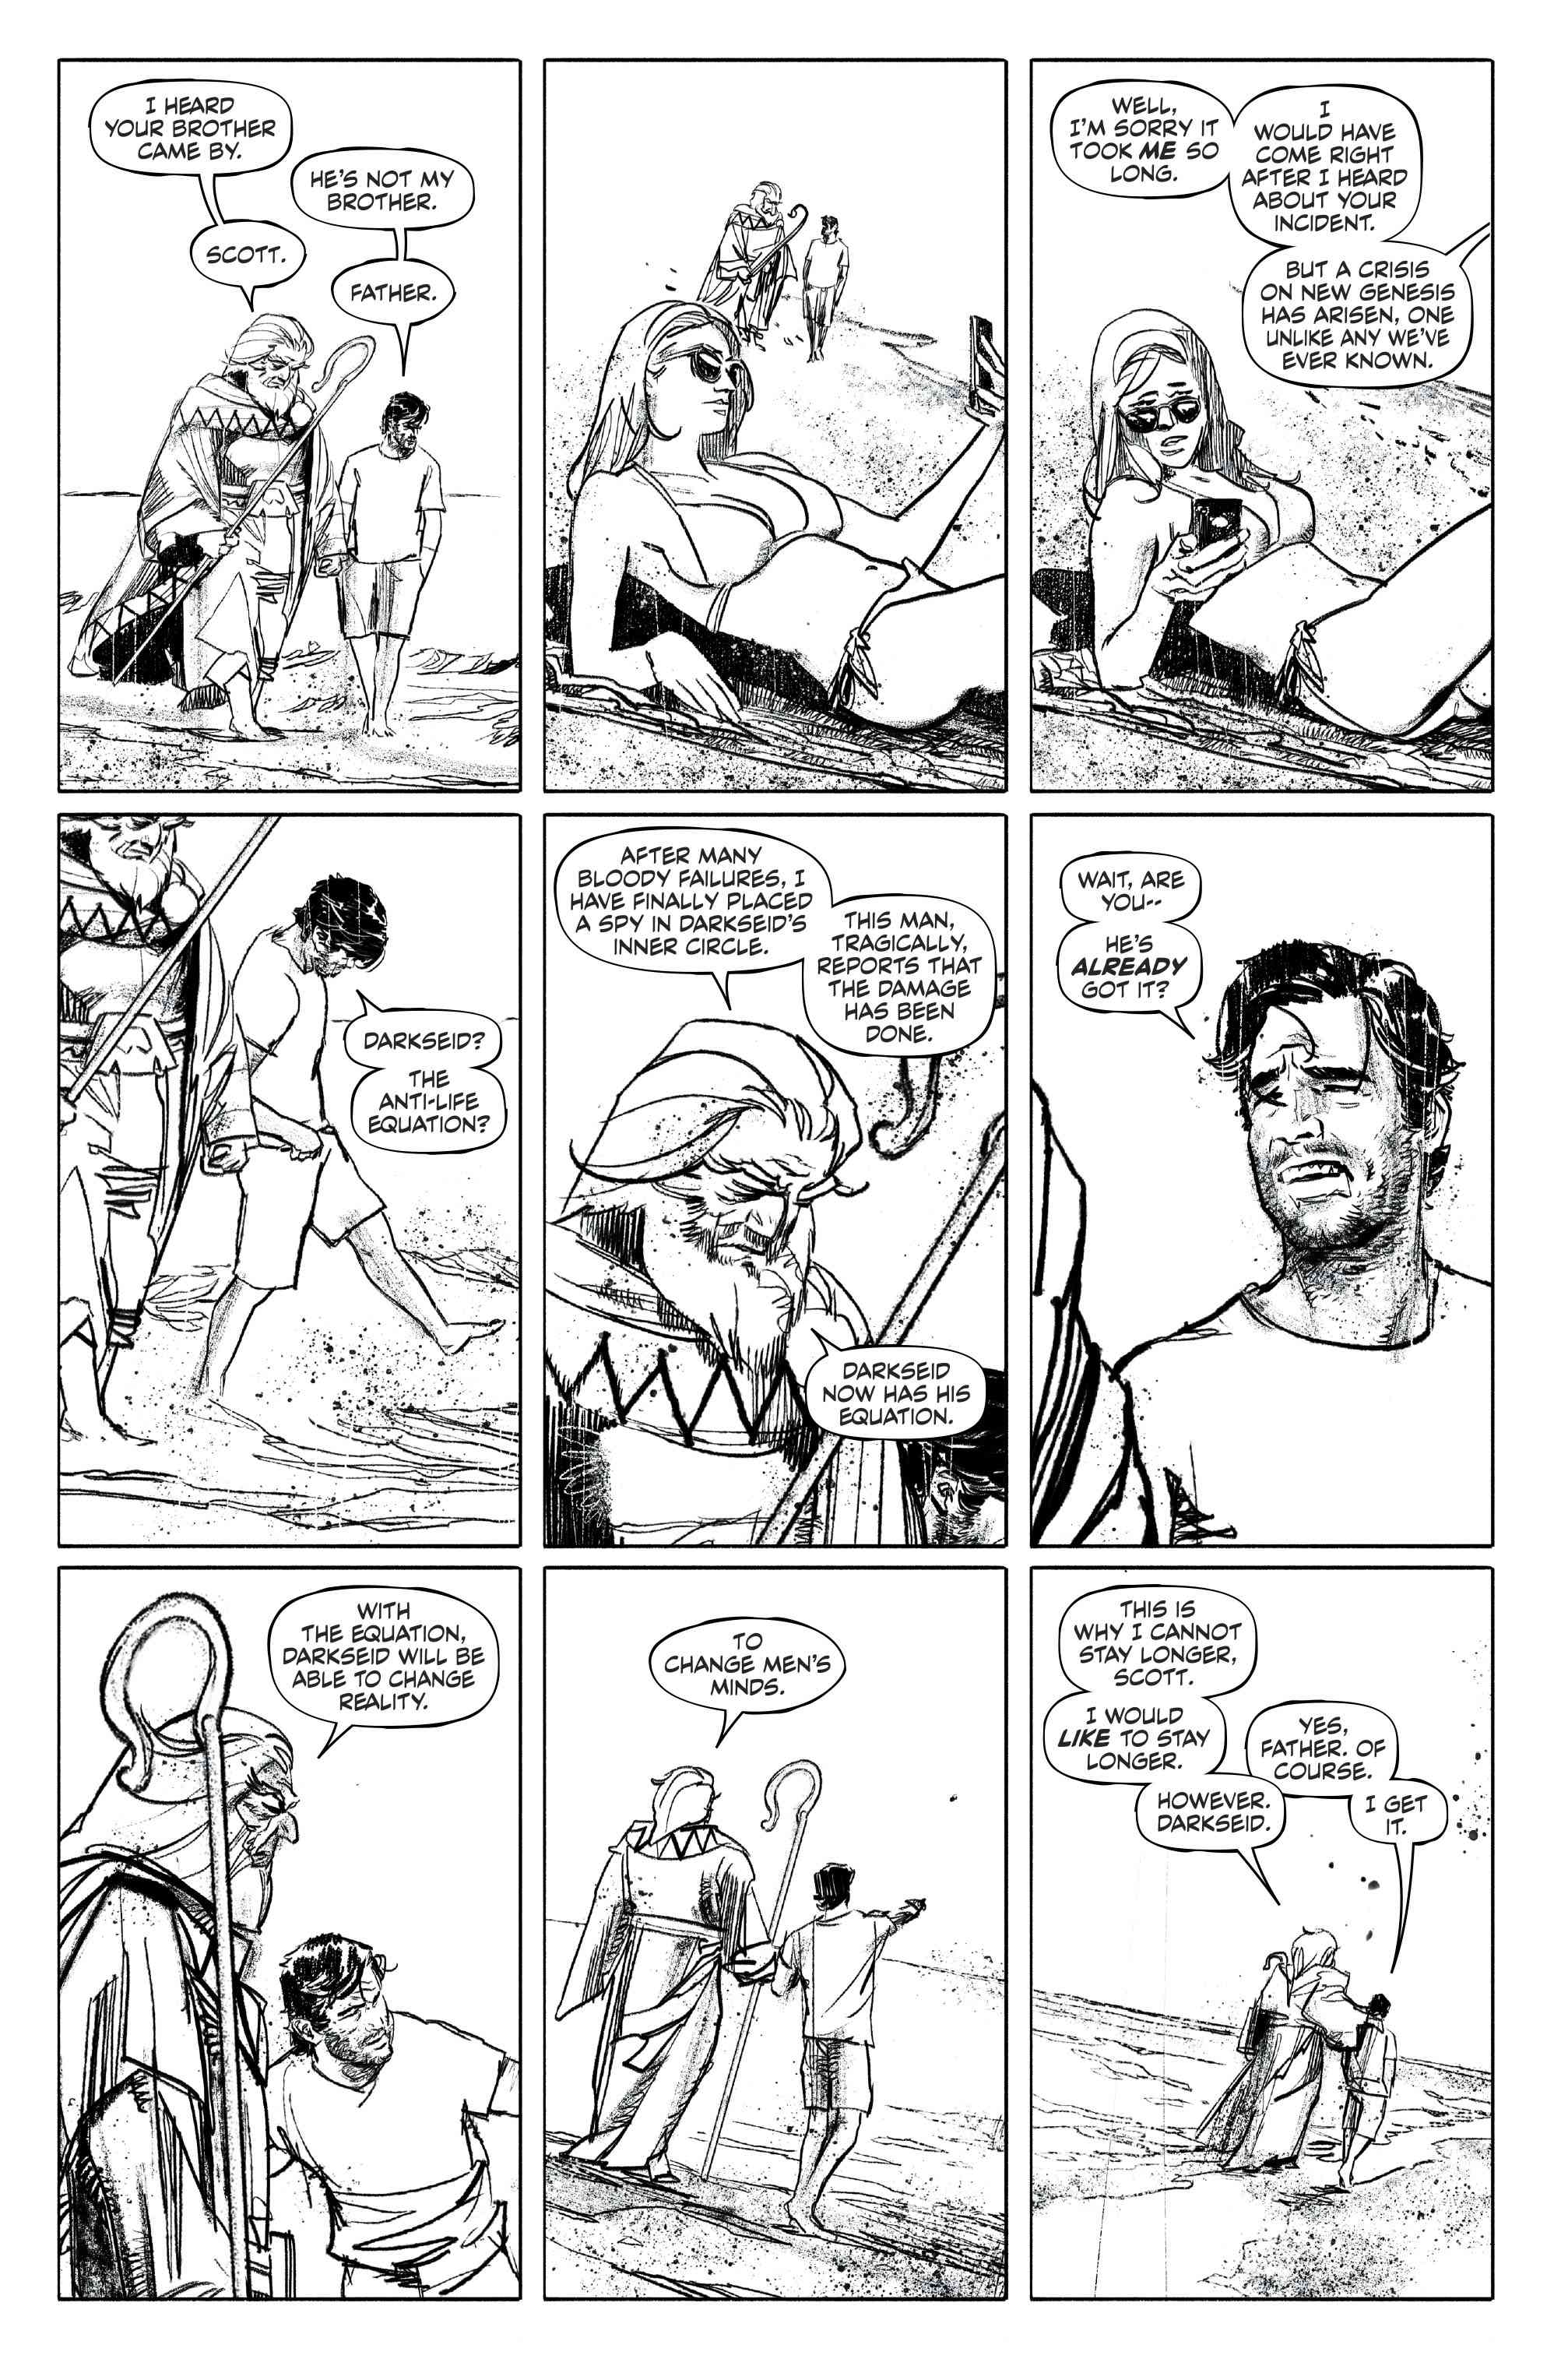 I HEARD
YOUR BROTHER
CAME BY.
SCOTT.
HE'S NOT MY
BROTHER.
FATHER.
WELL,
I'M SORRY IT
TOOK ME SO
LONG.
I
WOULD HAVE
COME RIGHT
AFTER I HEARD
ABOUT YOUR
INCIDENT.
BUT A CRISIS
ON NEW GENESIS
HAS ARISEN, ONE
UNLIKE ANY WE'VE
EVER KNOWN.
DARKSEID?
THE
ANTI-LIFE
EQUATION?
AFTER MANY
BLOODY FAILURES, I
HAVE FINALLY PLACED
A SPY IN DARKSEID'S
INNER CIRCLE.
THIS MAN,
TRAGICALLY,
REPORTS THAT
THE DAMAGE
HAS BEEN
DONE.
DARKSEID
NOW HAS HIS
EQUATION.
WAIT, ARE
YOU--
HE'S
ALREADY
GOT IT?
WITH
THE EQUATION,
DARKSEID WILL BE
ABLE TO CHANGE
REALITY.
TO
CHANGE MEN'S
MINDS.
THIS IS
WHY I CANNOT
STAY LONGER,
SCOTT.
I WOULD
LIKE TO STAY
LONGER.
HOWEVER.
DARKSEID.
YES,
FATHER. OF
COURSE.
I GET
IT.